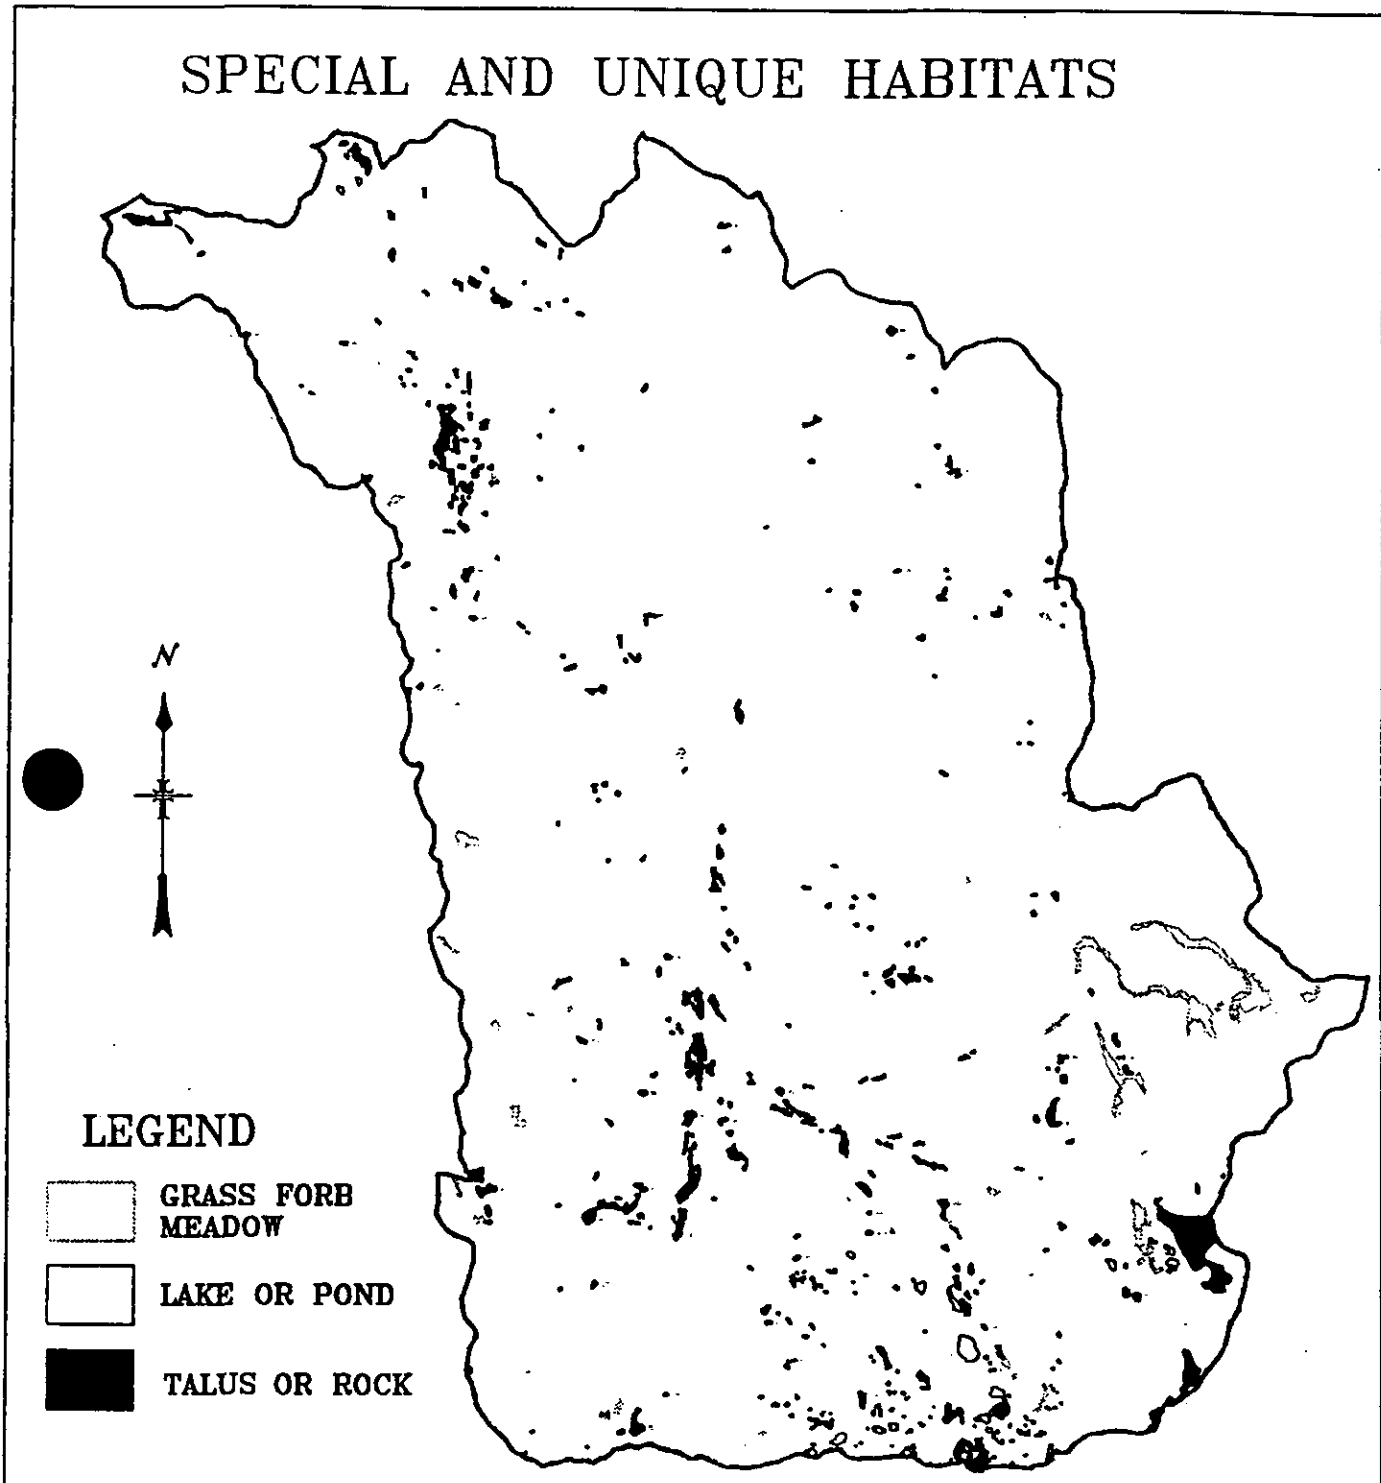 SPECIAL AND UNIQUE HABITATS
N
LEGEND
GRASS FORB
MEADOW
LAKE OR POND
TALUS OR ROCK